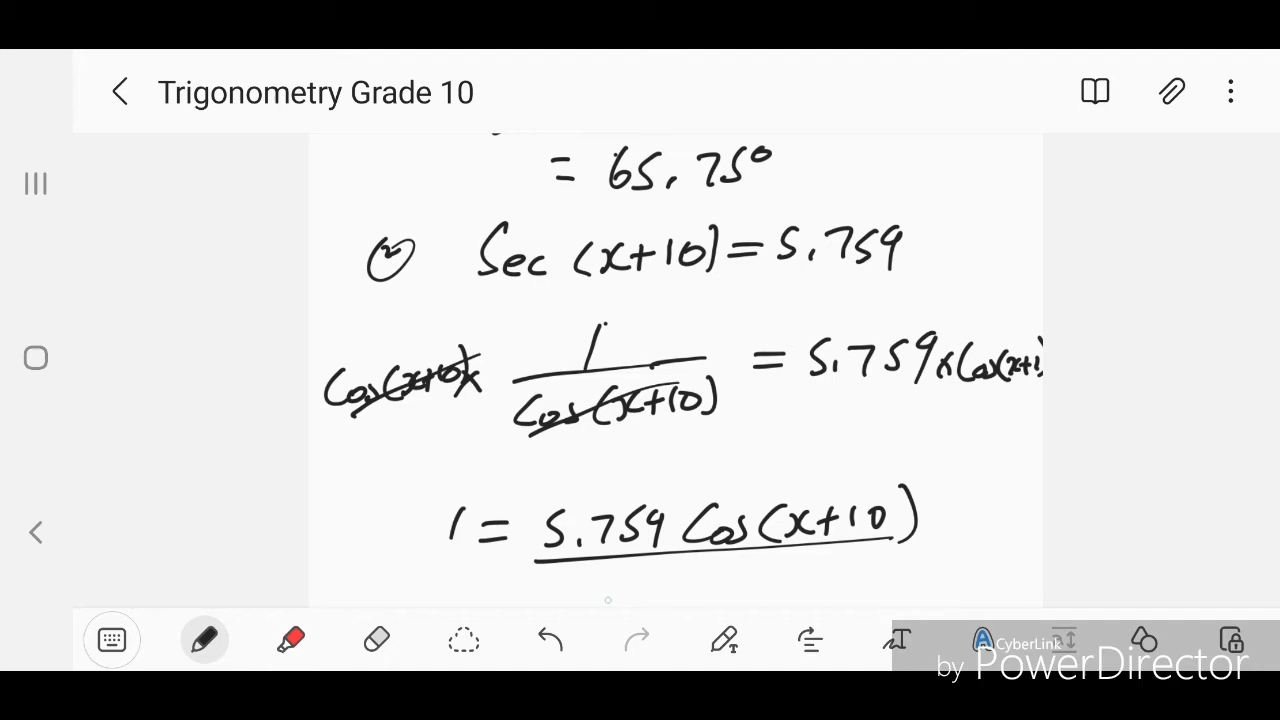 Trigonometry Grade 10
= 65.75°
② Sec (x+10) = 5.759
Cos(x+10)x 1/Cos(x+10) = 5.759 x Cos(x+1
1 = 5.759 Cos(x+10)
CyberLink
by PowerDirector